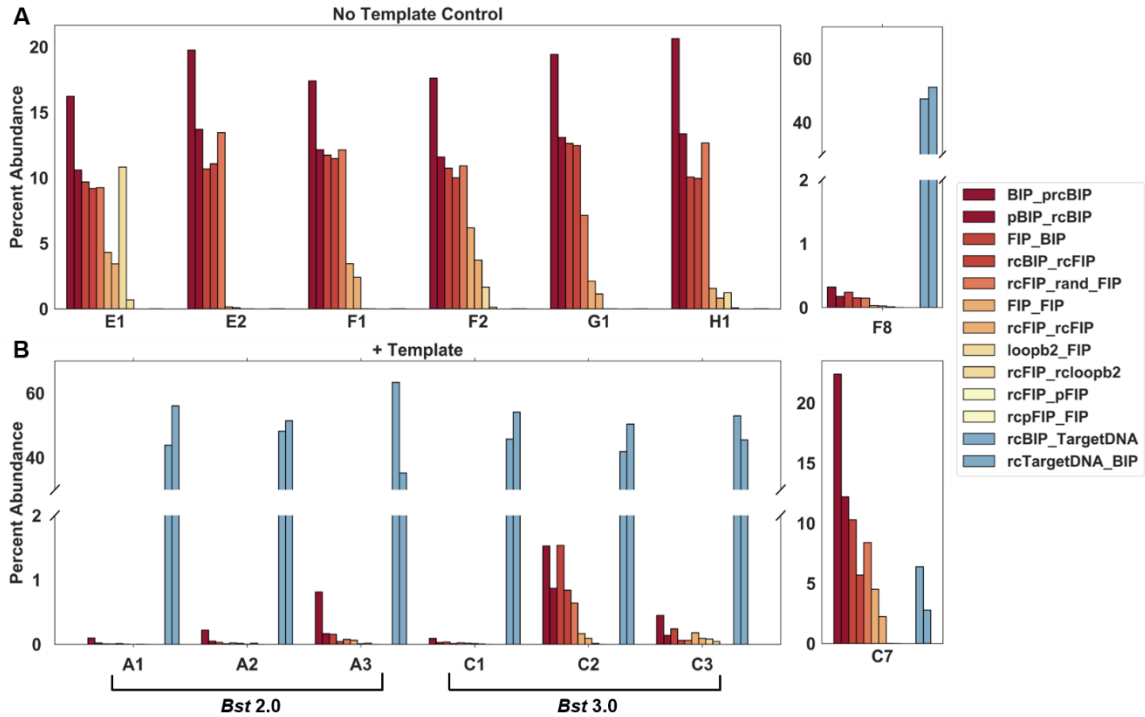 A
No Template Control
Percent Abundance
20
15
10
5
0
E1 E2 F1 F2 G1 H1
60
40
2
1
0
F8
BIP_prcBIP
pBIP_rcBIP
FIP_BIP
rcBIP_rcFIP
rcFIP_rand_FIP
FIP_FIP
rcFIP_rcFIP
loopb2_FIP
rcFIP_rcloopb2
rcFIP_pFIP
rcpFIP_FIP
rcBIP_TargetDNA
rcTargetDNA_BIP
B
+ Template
Percent Abundance
60
40
2
1
0
A1 A2 A3 C1 C2 C3
Bst 2.0 Bst 3.0
20
15
10
5
0
C7